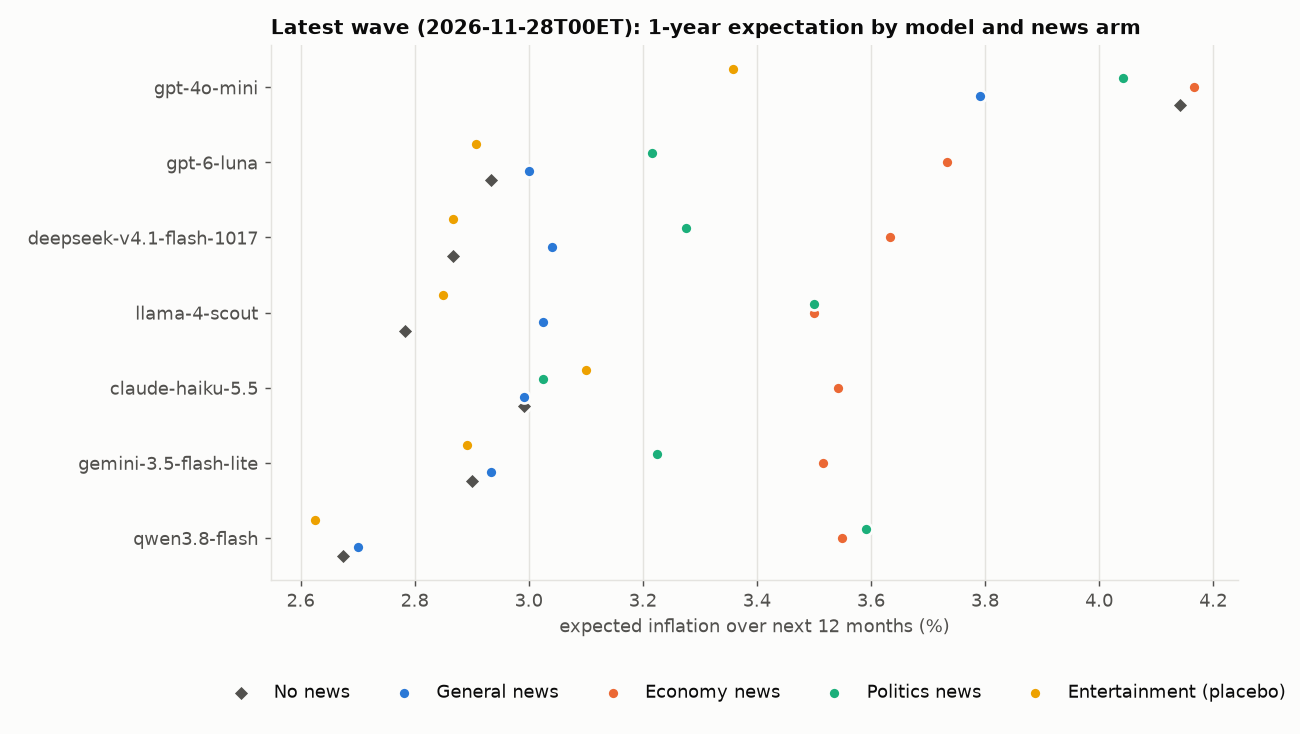 Latest wave (2026-11-28T00ET): 1-year expectation by model and news arm
gpt-4o-mini
gpt-6-luna
deepseek-v4.1-flash-1017
llama-4-scout
claude-haiku-5.5
gemini-3.5-flash-lite
qwen3.8-flash
2.6 2.8 3.0 3.2 3.4 3.6 3.8 4.0 4.2
expected inflation over next 12 months (%)
No news General news Economy news Politics news Entertainment (placebo)